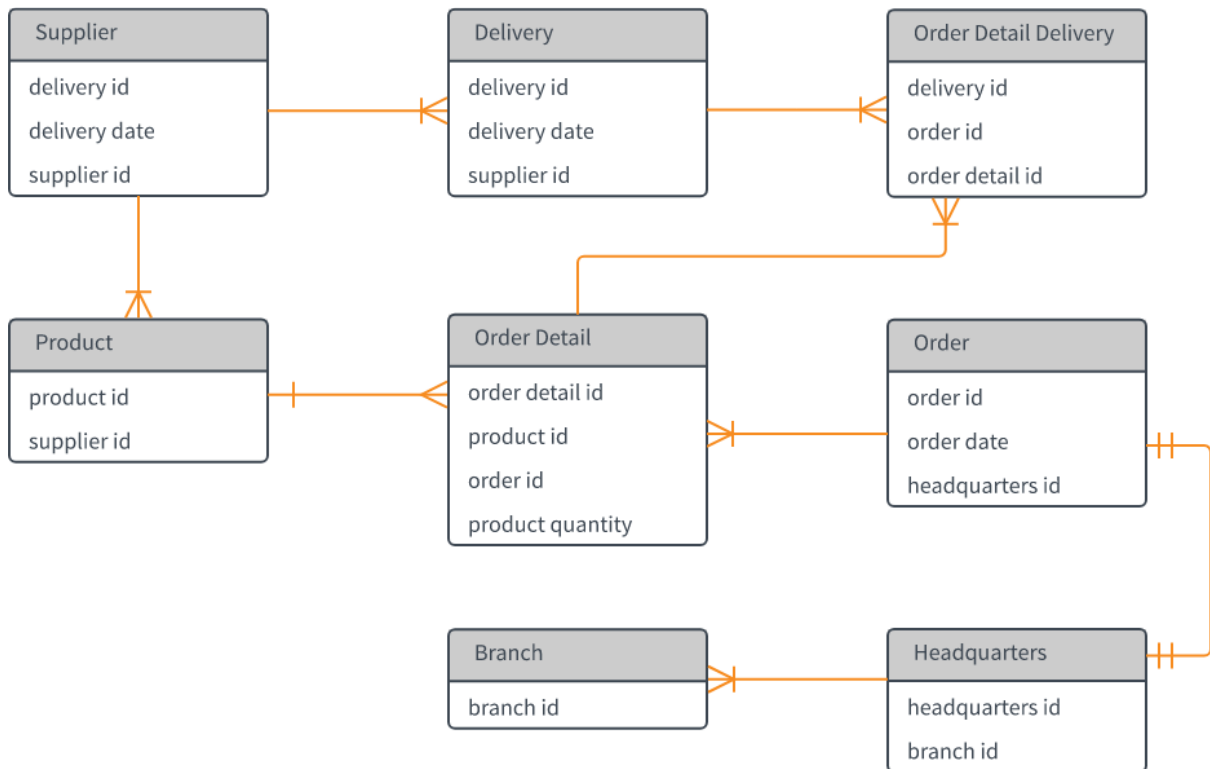 Supplier
delivery id
delivery date
supplier id
Delivery
delivery id
delivery date
supplier id
Order Detail Delivery
delivery id
order id
order detail id
Product
product id
supplier id
Order Detail
order detail id
product id
order id
product quantity
Order
order id
order date
headquarters id
Branch
branch id
Headquarters
headquarters id
branch id